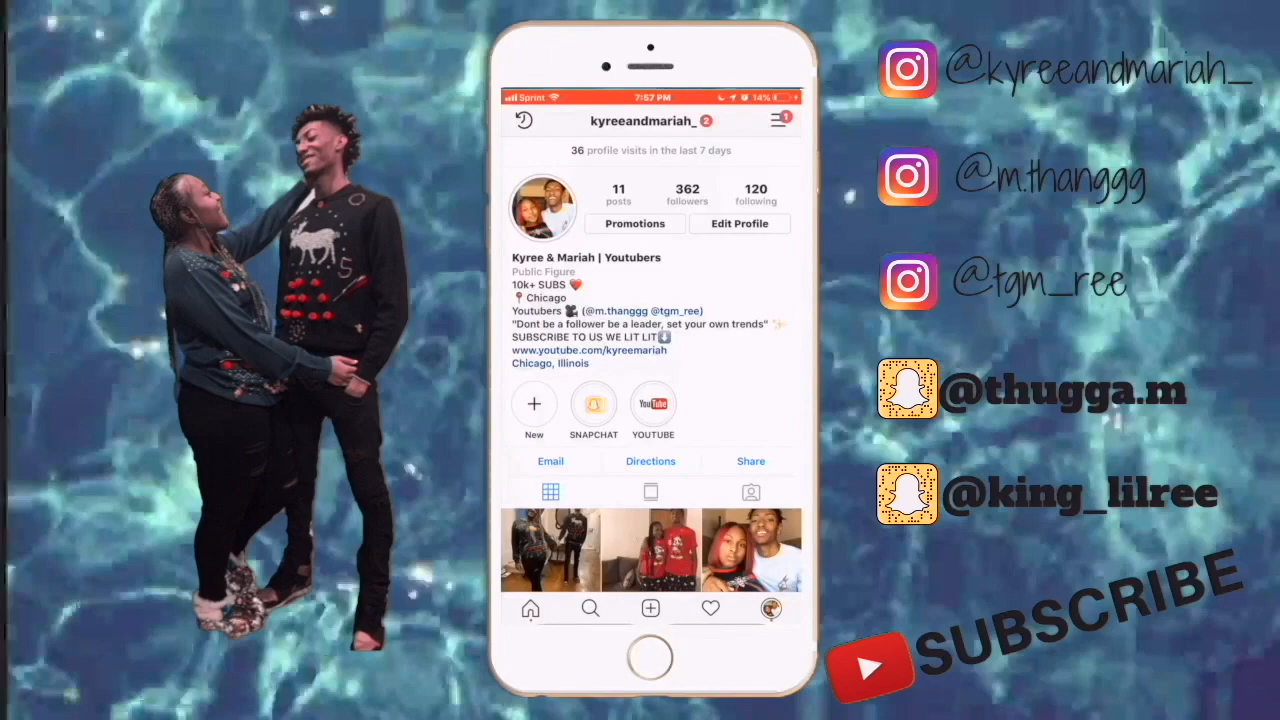 Sprint 7:57 PM 14%
kyreeandmariah_ 2
1
36 profile visits in the last 7 days
11 362 120
posts followers following
Promotions Edit Profile
Kyree & Mariah | Youtubers
Public Figure
10k+ SUBS ❤️
📍Chicago
Youtubers 🎥 (@m.thanggg @tgm_ree)
"Dont be a follower be a leader, set your own trends" ✨
SUBSCRIBE TO US WE LIT LIT⬇️
www.youtube.com/kyreemariah
Chicago, Illinois
YouTube
New SNAPCHAT YOUTUBE
Email Directions Share
@kyreeandmariah_
@m.thanggg
@tgm_ree
@thugga.m
@king_lilree
SUBSCRIBE
5